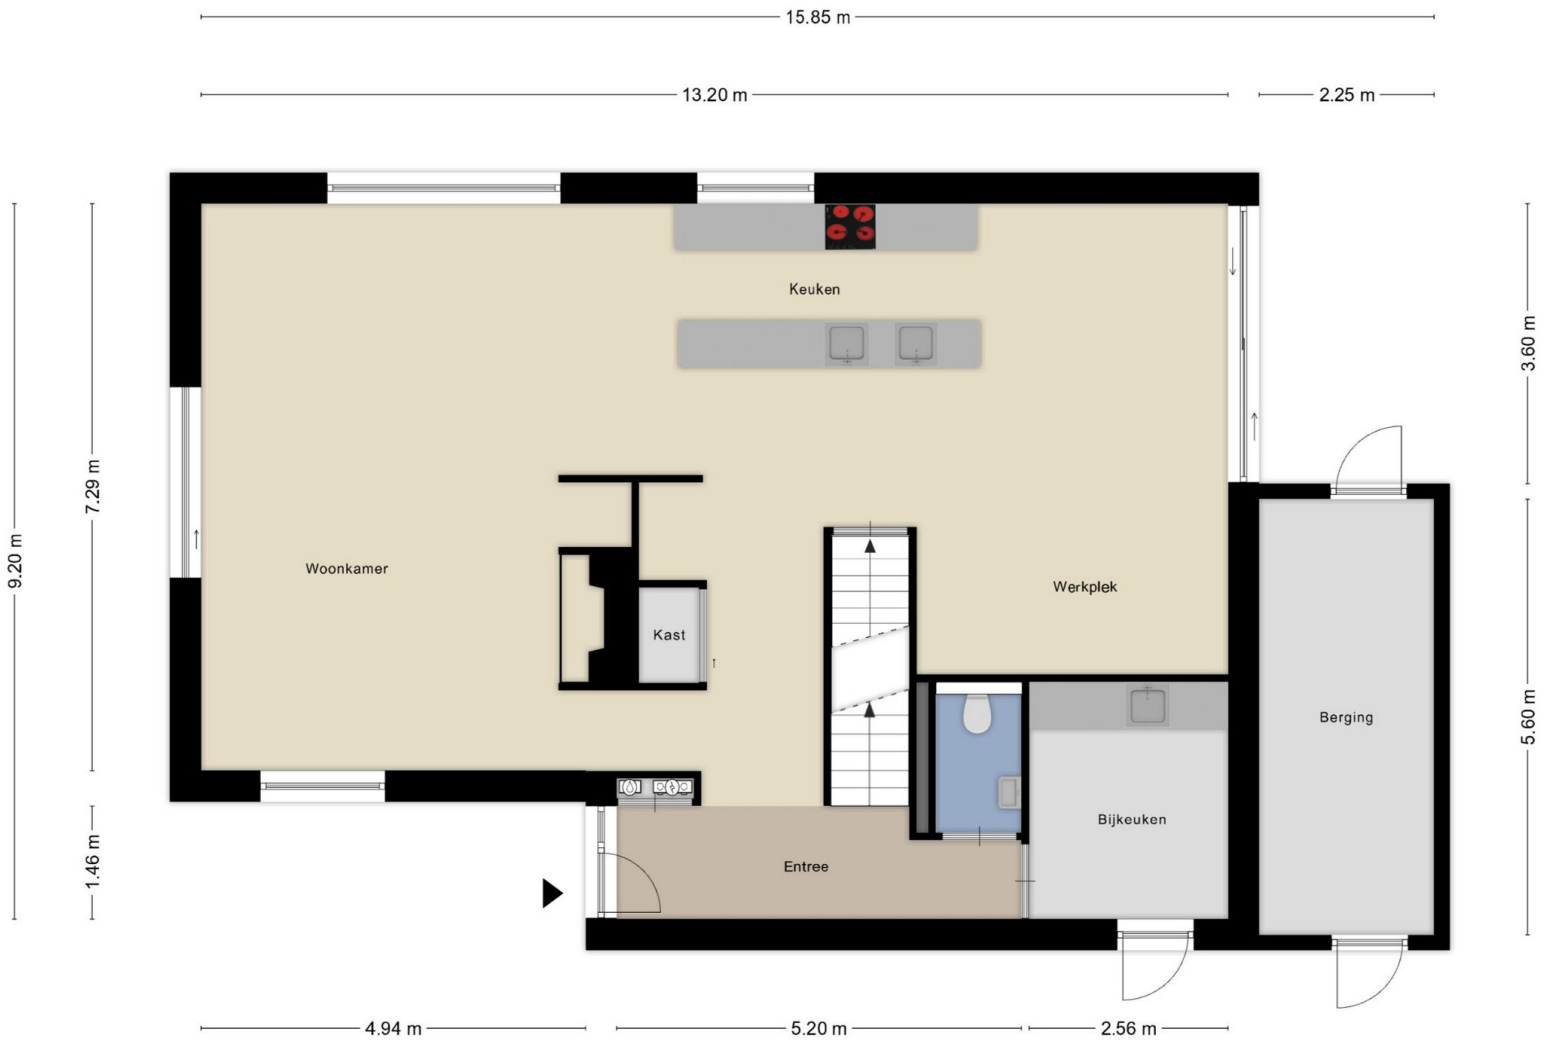 15.85 m
13.20 m
2.25 m
Keuken
3.60 m
7.29 m
9.20 m
Woonkamer
Werkplek
Kast
Berging
5.60 m
Bijkeuken
1.46 m
Entree
4.94 m
5.20 m
2.56 m